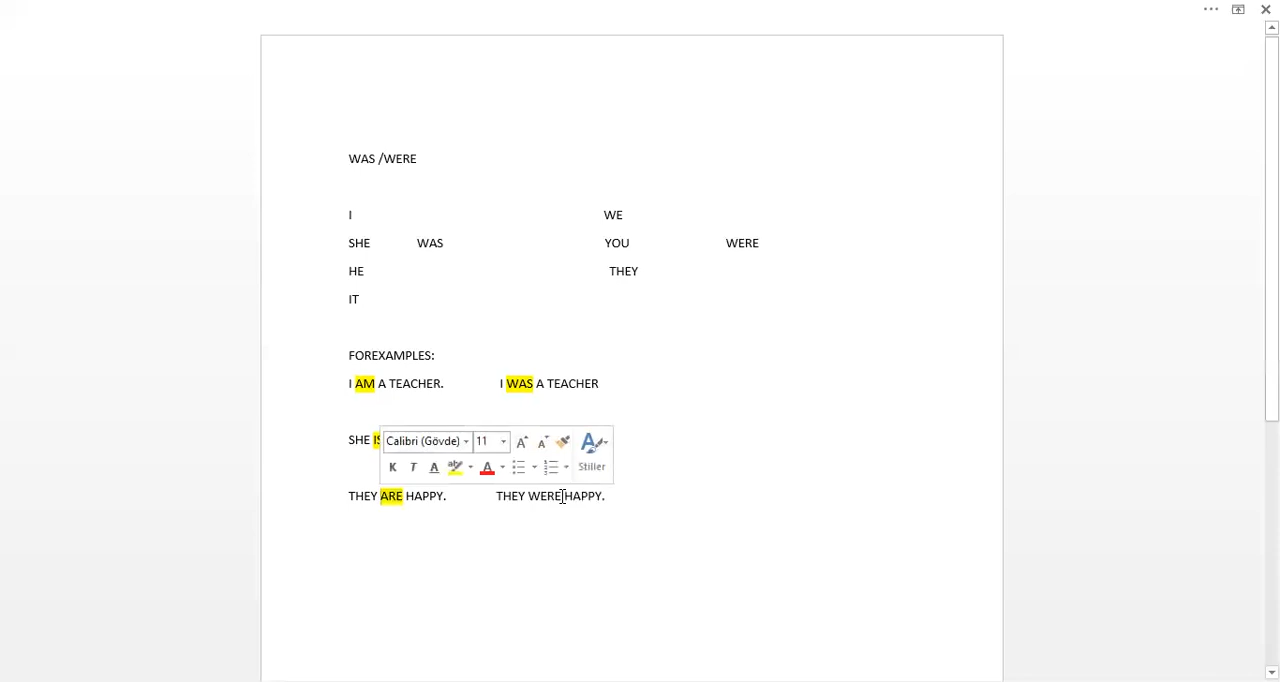 WAS /WERE
I WE
SHE WAS YOU WERE
HE THEY
IT
FOREXAMPLES:
I AM A TEACHER. I WAS A TEACHER
SHE IS
Calibri (Gövde) 11
K T A Stiller
THEY ARE HAPPY. THEY WERE HAPPY.